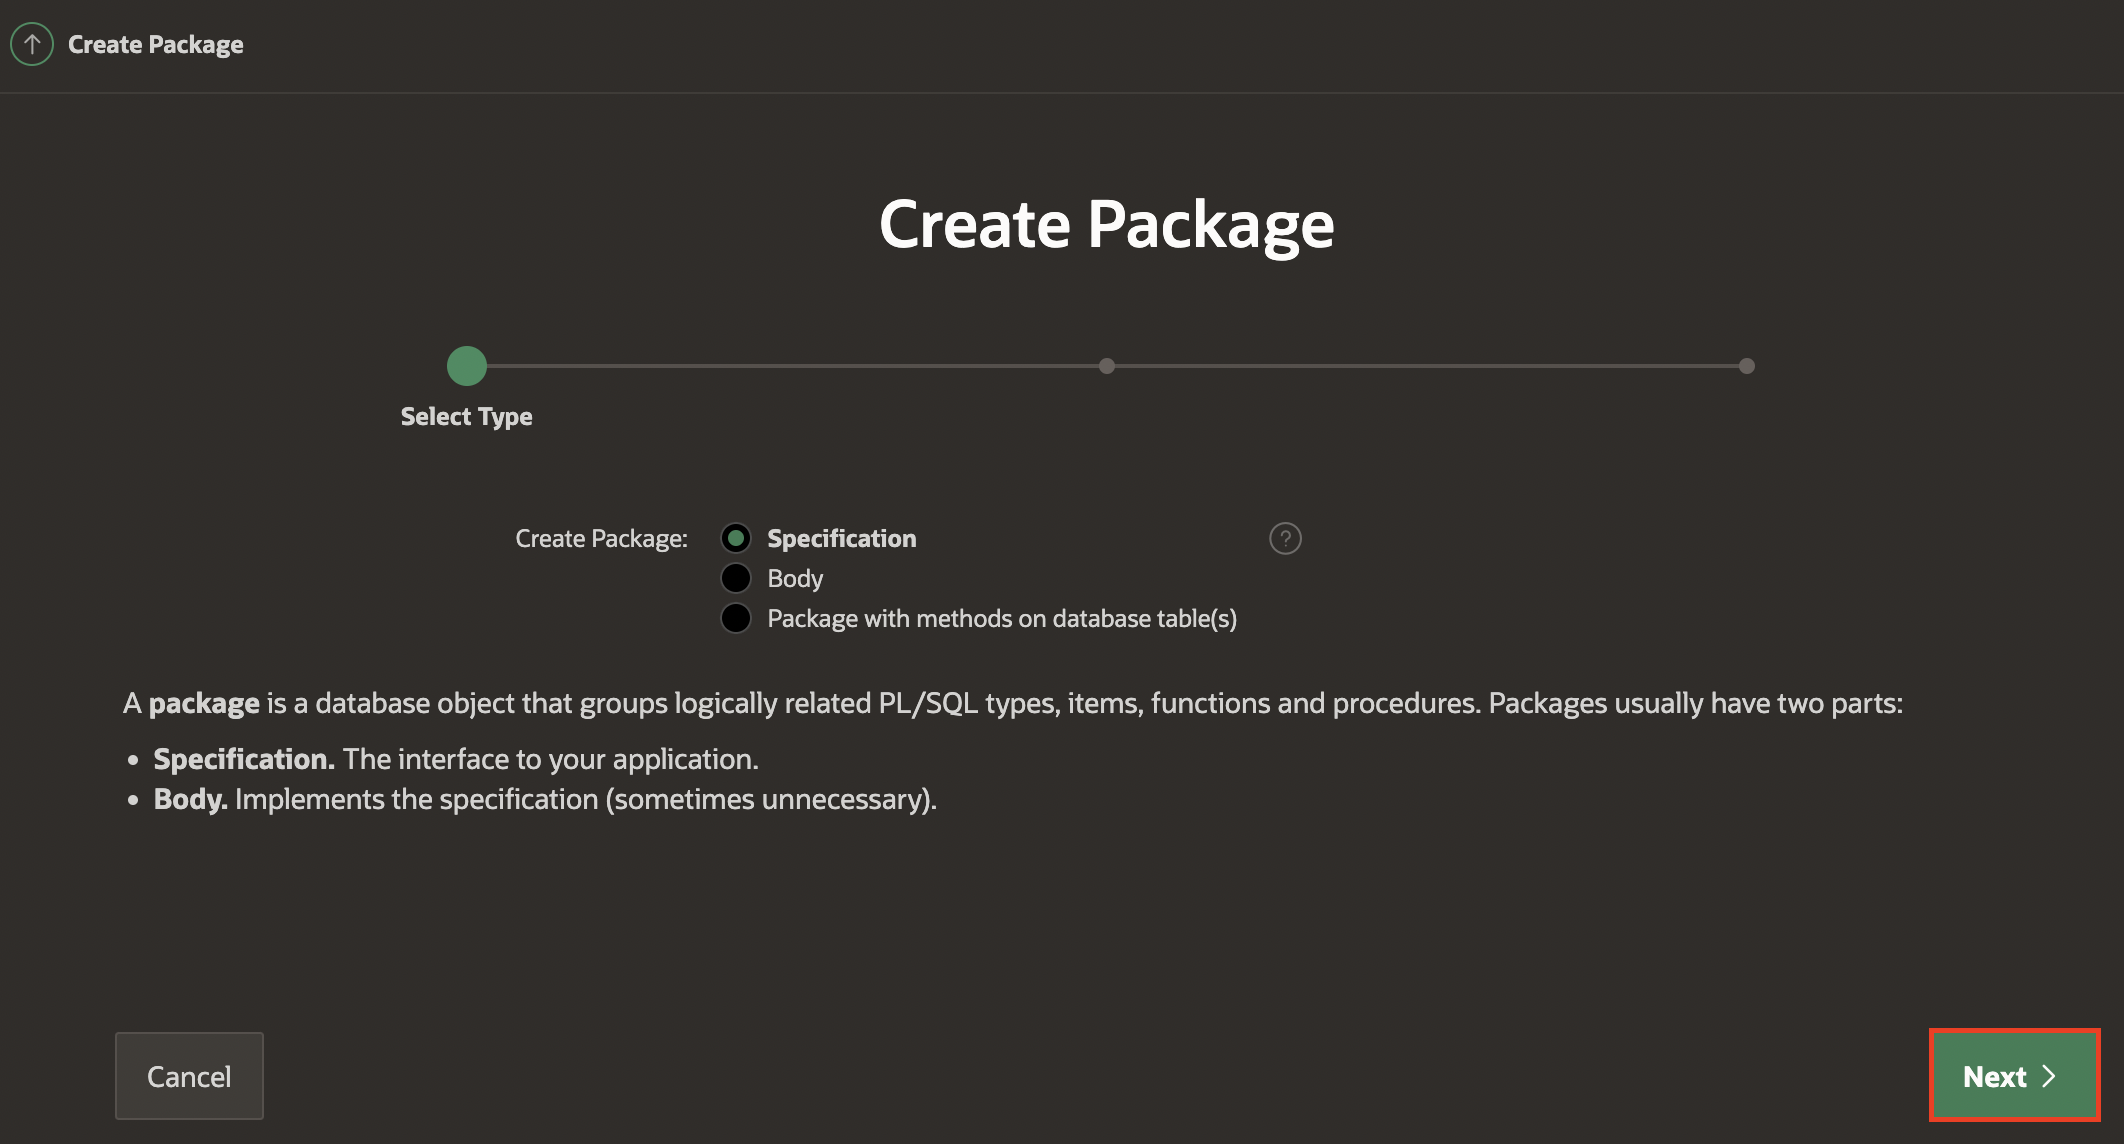 Create Package
Create Package
Select Type
Create Package:
Specification
?
Body
Package with methods on database table(s)
A package is a database object that groups logically related PL/SQL types, items, functions and procedures. Packages usually have two parts:
• Specification. The interface to your application.
• Body. Implements the specification (sometimes unnecessary).
Cancel
Next